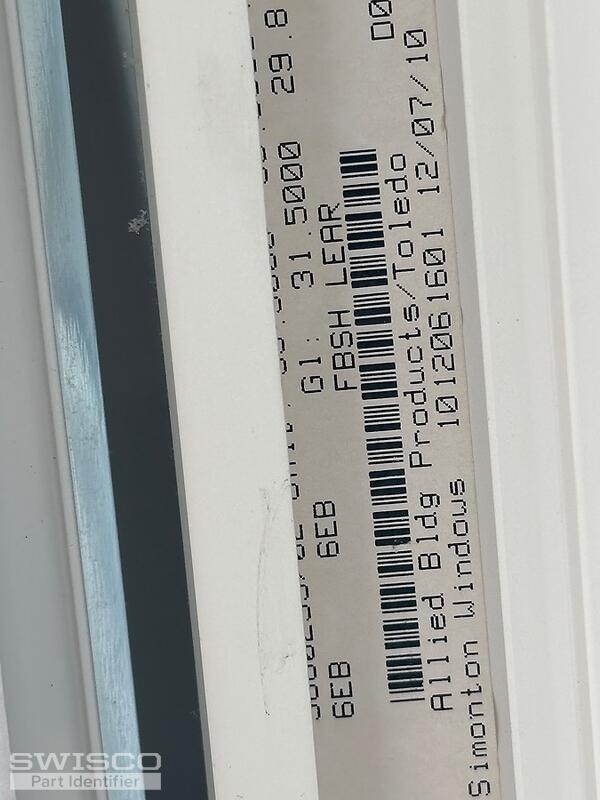 6EB 6EB G1: 31.5000 29.8
FBSH LEAR
Allied Bldg Products/Toledo D0
Simonton Windows 1012061601 12/07/10
SWISCO
Part Identifier